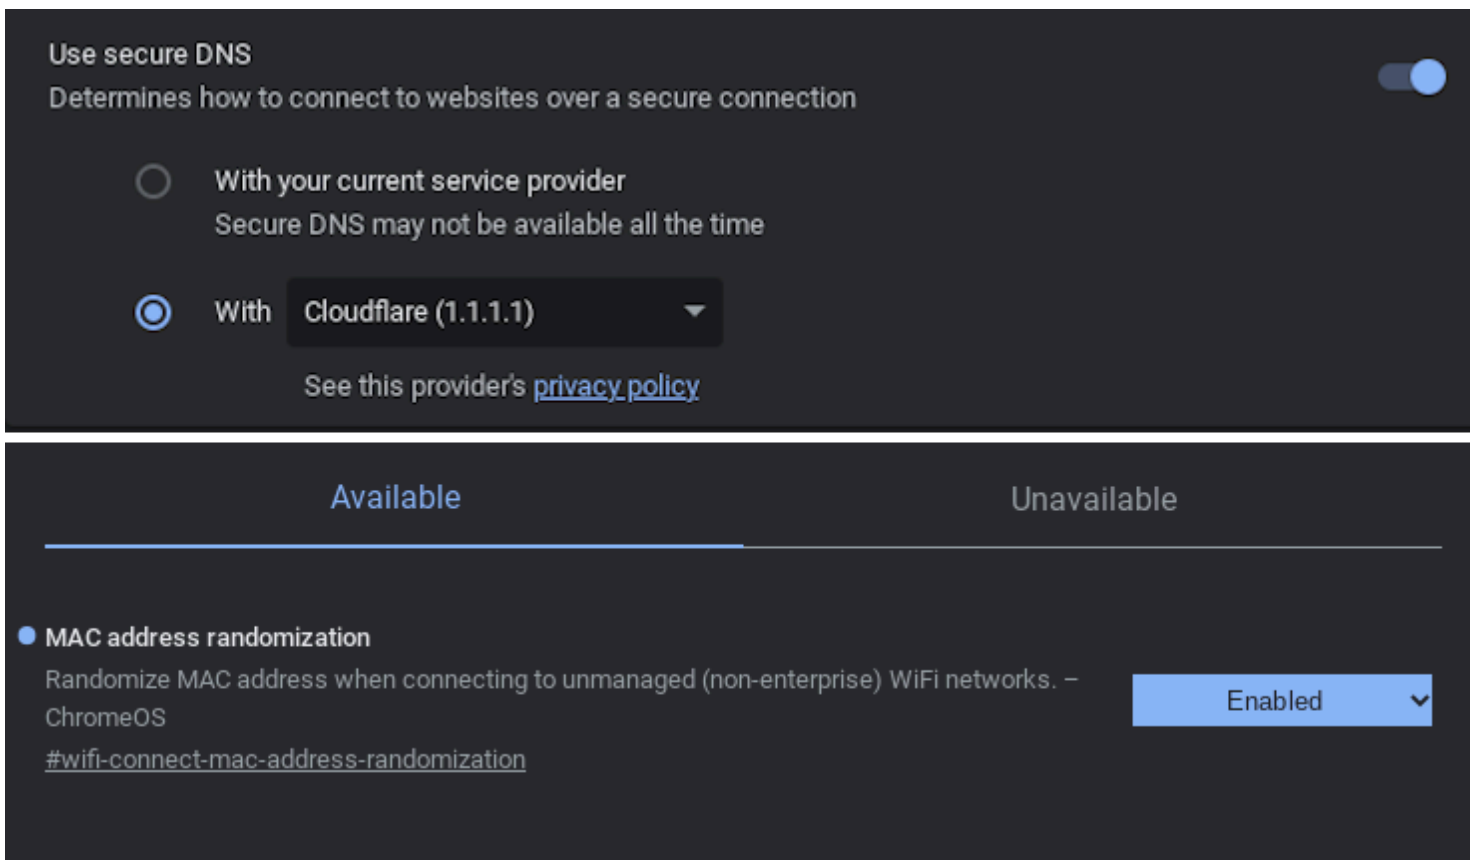 Use secure DNS
Determines how to connect to websites over a secure connection
With your current service provider
Secure DNS may not be available all the time
With Cloudflare (1.1.1.1)
See this provider's privacy policy
Available Unavailable
MAC address randomization
Randomize MAC address when connecting to unmanaged (non-enterprise) WiFi networks. –
ChromeOS
Enabled
#wifi-connect-mac-address-randomization